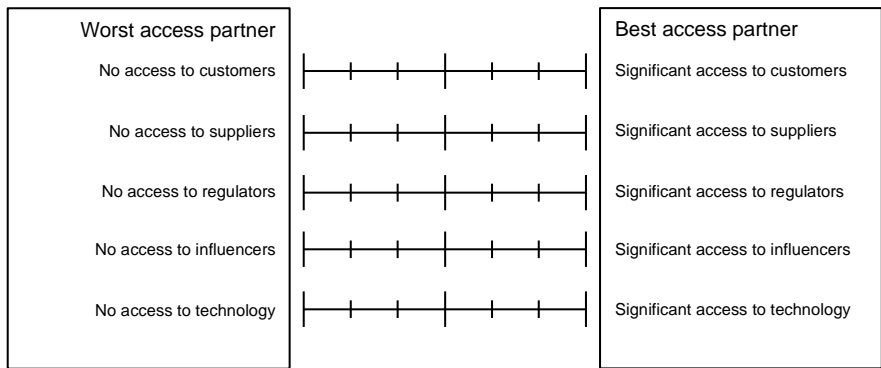 Worst access partner
Best access partner
No access to customers
Significant access to customers
No access to suppliers
Significant access to suppliers
No access to regulators
Significant access to regulators
No access to influencers
Significant access to influencers
No access to technology
Significant access to technology